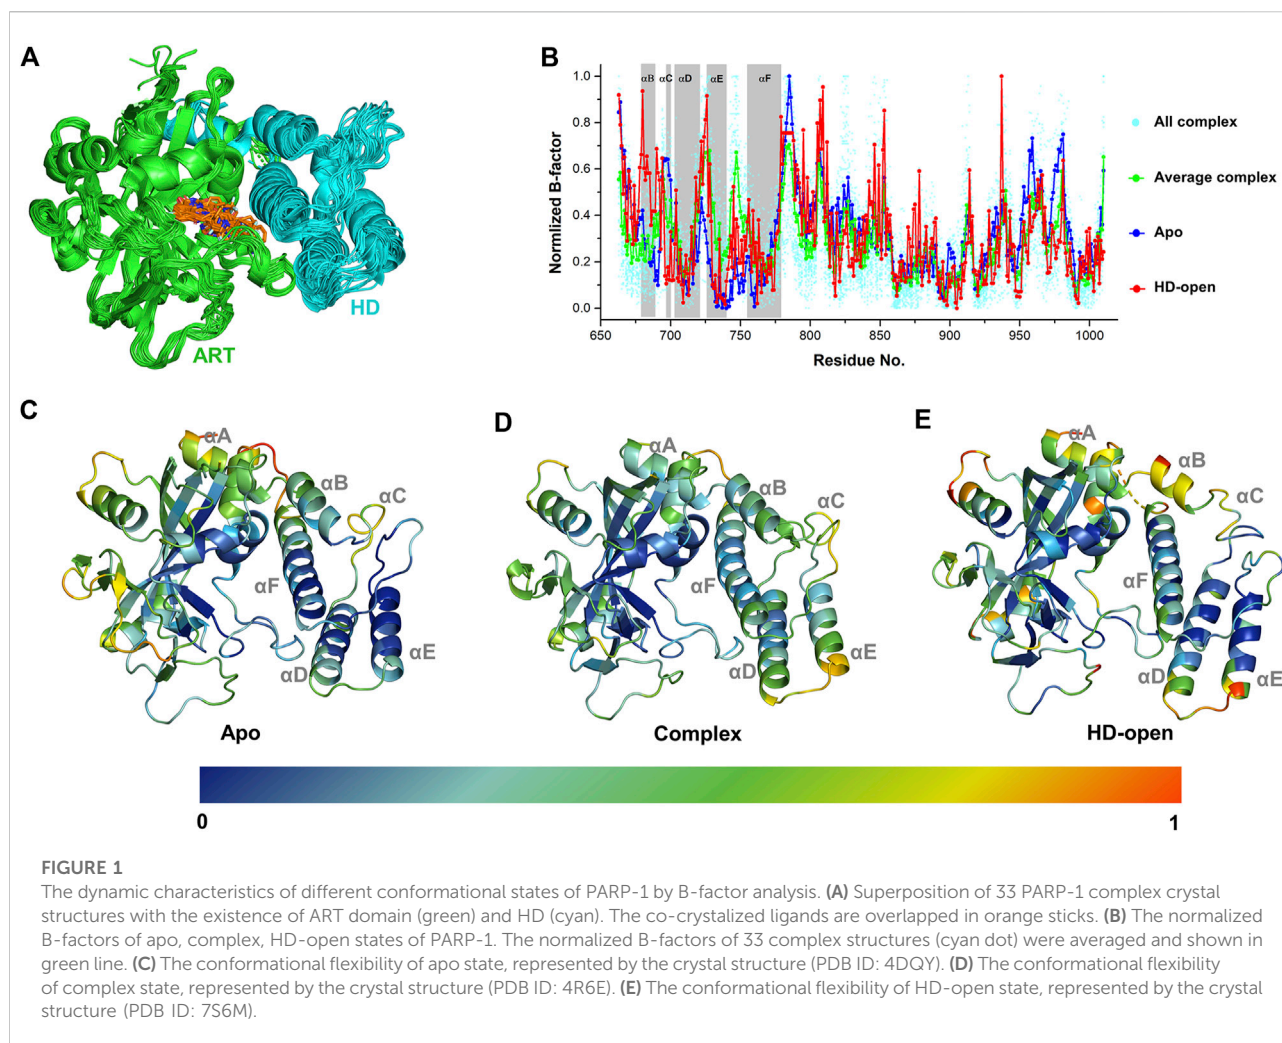 A
HD
ART
B
αB
αC
αD
αE
αF
1.0
0.8
0.6
0.4
0.2
0.0
Normlized B-factor
650
700
750
800
850
900
950
1000
Residue No.
All complex
Average complex
Apo
HD-open
C
αA
αB
αC
αF
αD
αE
Apo
D
αA
αB
αC
αF
αD
αE
Complex
E
αA
αB
αC
αF
αD
αE
HD-open
0
1
FIGURE 1
The dynamic characteristics of different conformational states of PARP-1 by B-factor analysis. (A) Superposition of 33 PARP-1 complex crystal
structures with the existence of ART domain (green) and HD (cyan). The co-crystalized ligands are overlapped in orange sticks. (B) The normalized
B-factors of apo, complex, HD-open states of PARP-1. The normalized B-factors of 33 complex structures (cyan dot) were averaged and shown in
green line. (C) The conformational flexibility of apo state, represented by the crystal structure (PDB ID: 4DQY). (D) The conformational flexibility
of complex state, represented by the crystal structure (PDB ID: 4R6E). (E) The conformational flexibility of HD-open state, represented by the crystal
structure (PDB ID: 7S6M).